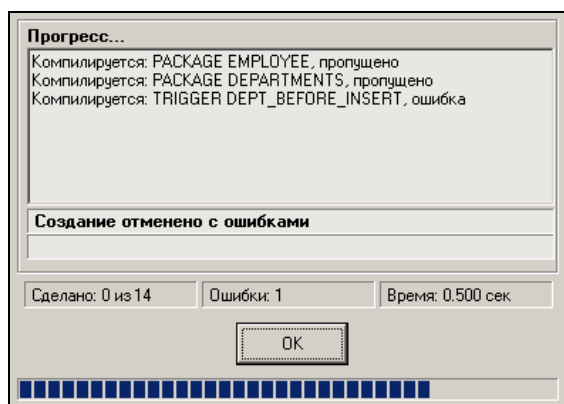 Прогресс...
Компилируется: PACKAGE EMPLOYEE, пропущено
Компилируется: PACKAGE DEPARTMENTS, пропущено
Компилируется: TRIGGER DEPT_BEFORE_INSERT, ошибка
Создание отменено с ошибками
Сделано: 0 из 14 Ошибки: 1 Время: 0.500 сек
OK